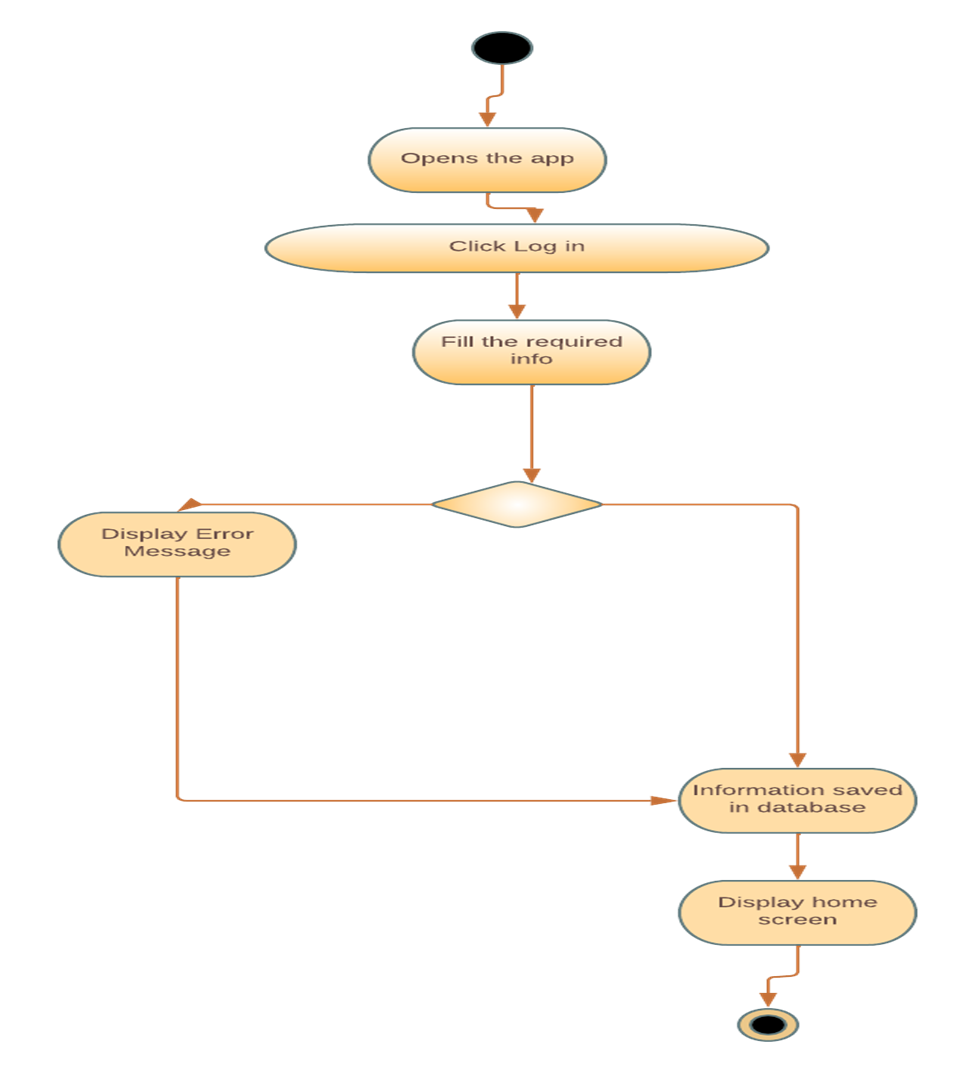 Opens the app
Click Log in
Fill the required
info
Display Error
Message
Information saved
in database
Display home
screen